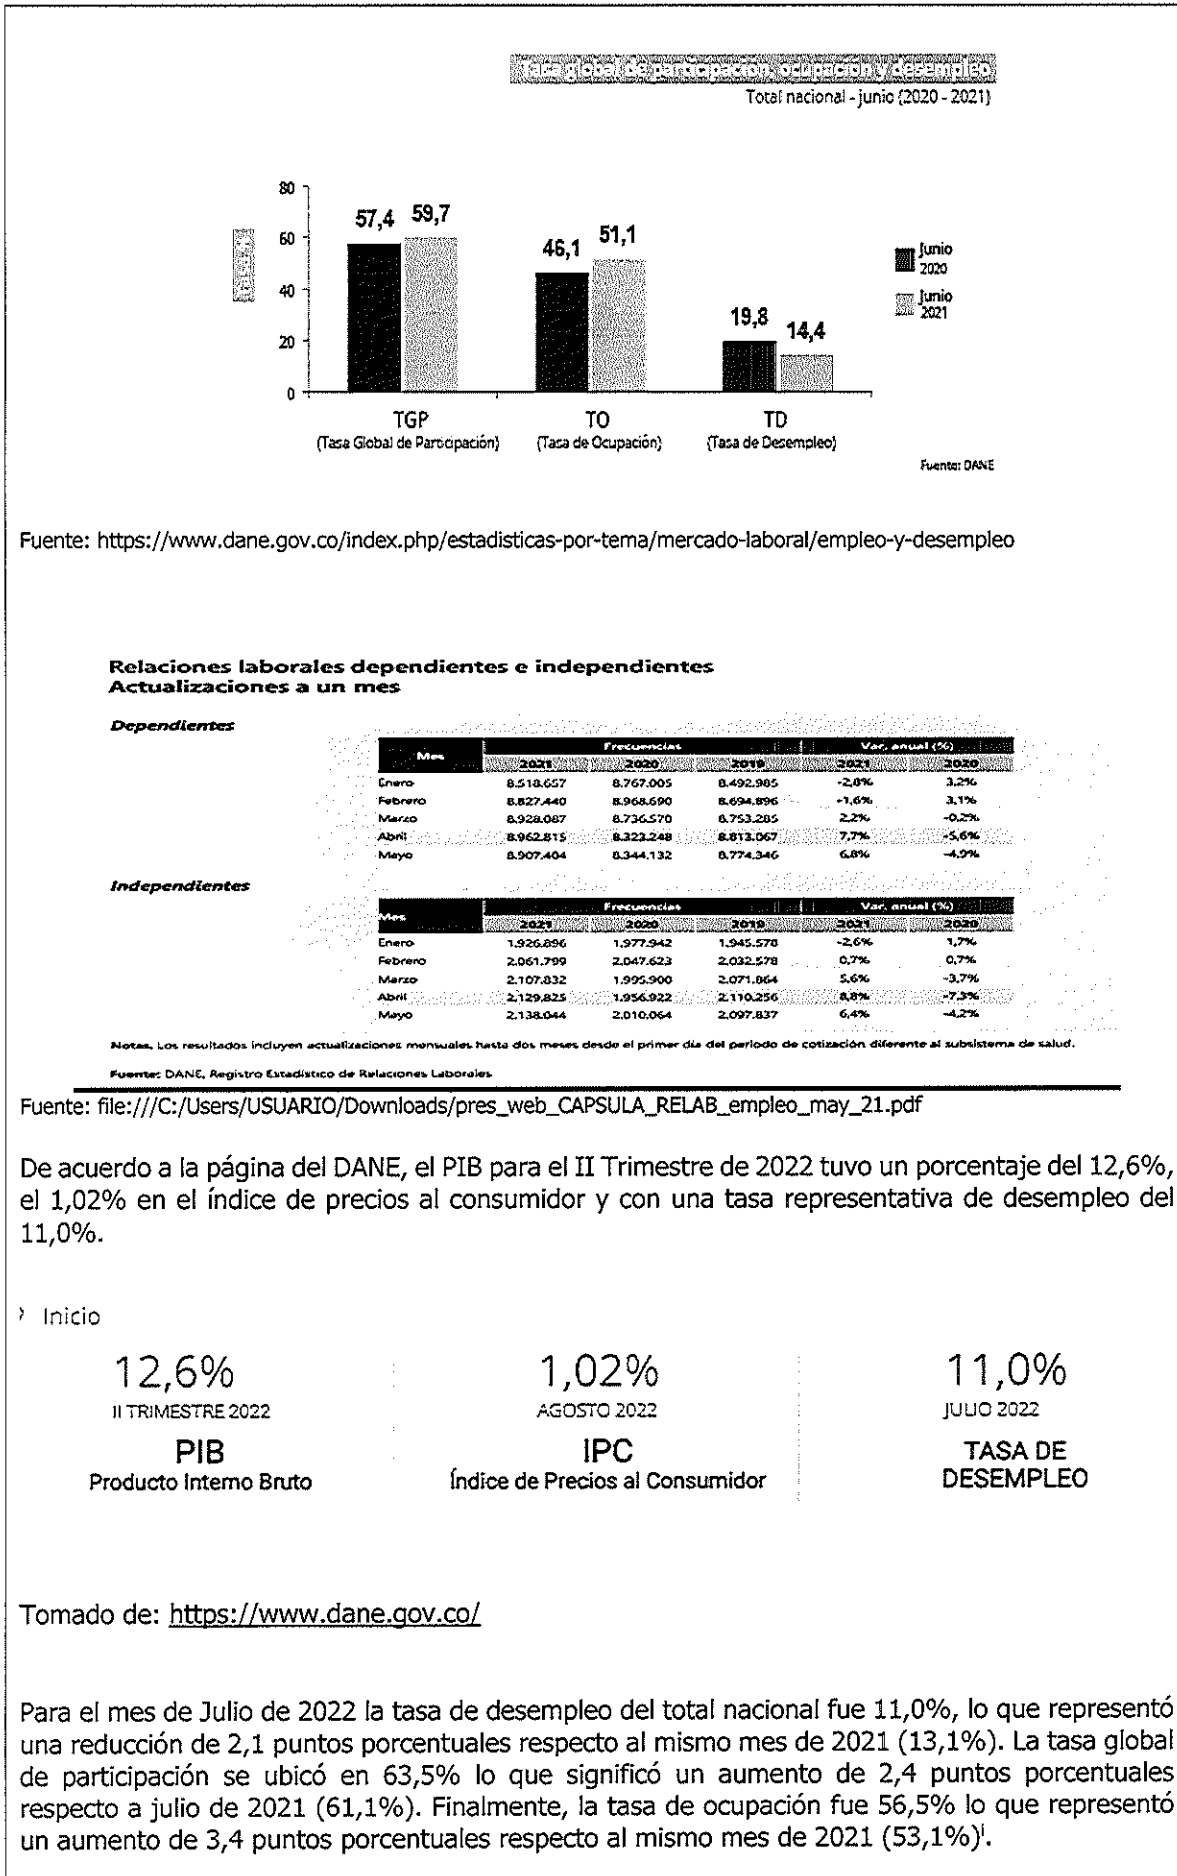 Tasa global de participación, ocupación y desempleo
Total nacional - junio (2020 - 2021)
80
60
40
20
0
57,4 59,7
46,1 51,1
19,8 14,4
Junio
2020
Junio
2021
TGP
(Tasa Global de Participación)
TO
(Tasa de Ocupación)
TD
(Tasa de Desempleo)
Fuente: DANE
Fuente: https://www.dane.gov.co/index.php/estadisticas-por-tema/mercado-laboral/empleo-y-desempleo
Relaciones laborales dependientes e independientes
Actualizaciones a un mes
Dependientes
Mes Frecuencias Var. anual (%)
2021 2020 2019 2021 2020
Enero 8.518.657 8.767.005 8.492.985 -2,8% 3,2%
Febrero 8.827.440 8.968.690 8.694.896 -1,6% 3,1%
Marzo 8.928.087 8.736.570 8.753.285 2,2% -0,2%
Abril 8.962.815 8.323.248 8.813.067 7,7% -5,6%
Mayo 8.907.404 8.344.132 8.774.346 6,8% -4,9%
Independientes
Mes Frecuencias Var. anual (%)
2021 2020 2019 2021 2020
Enero 1.926.896 1.977.942 1.945.578 -2,6% 1,7%
Febrero 2.061.799 2.047.623 2.032.578 0,7% 0,7%
Marzo 2.107.832 1.995.900 2.071.864 5,6% -3,7%
Abril 2.129.825 1.956.922 2.110.256 8,8% -7,3%
Mayo 2.138.044 2.010.064 2.097.837 6,4% -4,2%
Notas. Los resultados incluyen actualizaciones mensuales hasta dos meses desde el primer día del periodo de cotización diferente al subsistema de salud.
Fuente: DANE, Registro Estadístico de Relaciones Laborales
Fuente: file:///C:/Users/USUARIO/Downloads/pres_web_CAPSULA_RELAB_empleo_may_21.pdf
De acuerdo a la página del DANE, el PIB para el II Trimestre de 2022 tuvo un porcentaje del 12,6%,
el 1,02% en el índice de precios al consumidor y con una tasa representativa de desempleo del
11,0%.
Inicio
12,6% 1,02% 11,0%
II TRIMESTRE 2022 AGOSTO 2022 JULIO 2022
PIB IPC TASA DE
Producto Interno Bruto Índice de Precios al Consumidor DESEMPLEO
Tomado de: https://www.dane.gov.co/
Para el mes de Julio de 2022 la tasa de desempleo del total nacional fue 11,0%, lo que representó
una reducción de 2,1 puntos porcentuales respecto al mismo mes de 2021 (13,1%). La tasa global
de participación se ubicó en 63,5% lo que significó un aumento de 2,4 puntos porcentuales
respecto a julio de 2021 (61,1%). Finalmente, la tasa de ocupación fue 56,5% lo que representó
un aumento de 3,4 puntos porcentuales respecto al mismo mes de 2021 (53,1%)ⁱ.